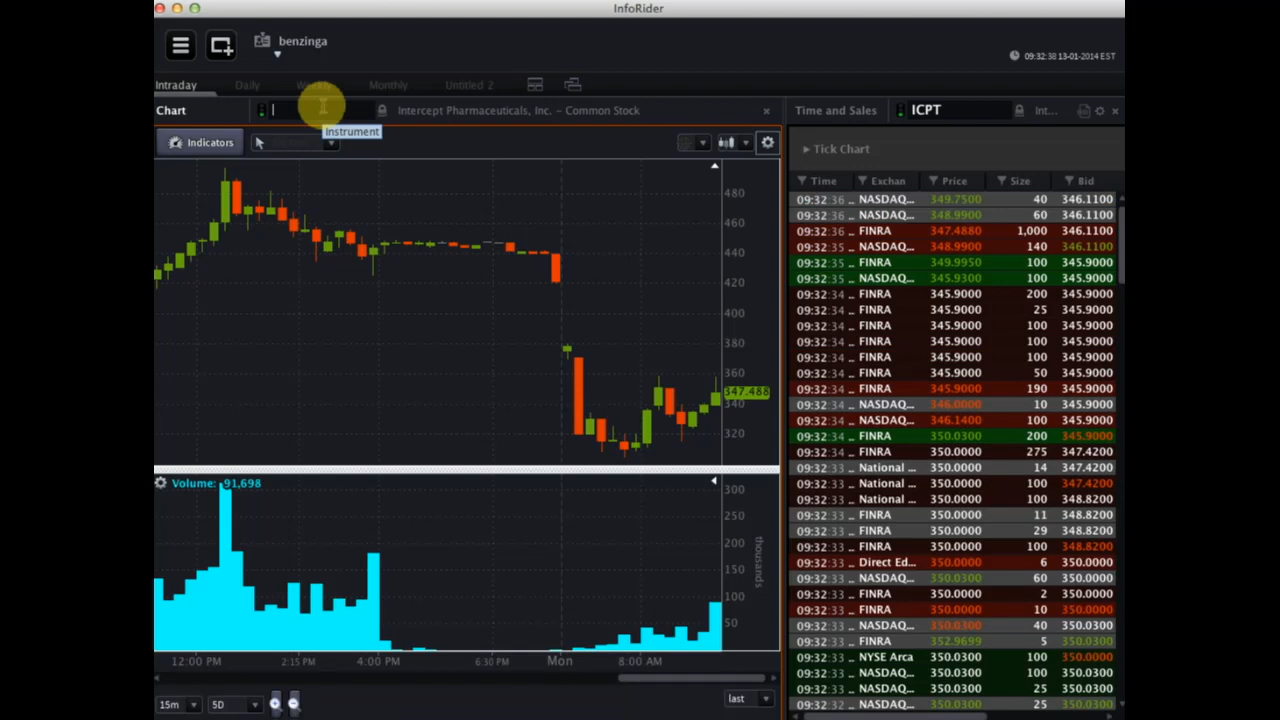 InfoRider
benzinga
09:32:38 13-01-2014 EST
Intraday Daily Weekly Monthly Untitled 2
Chart Intercept Pharmaceuticals, Inc. – Common Stock
Instrument
Time and Sales ICPT Int...
Indicators
Tick Chart
Time Exchan Price Size Bid
09:32:36 .. NASDAQ... 349.7500 40 346.1100
09:32:36 .. NASDAQ... 348.9900 60 346.1100
09:32:36 .. FINRA 347.4880 1,000 346.1100
09:32:35 .. NASDAQ... 348.9900 140 346.1100
09:32:35 .. FINRA 349.9950 100 345.9000
09:32:35 .. NASDAQ... 345.9300 100 345.9000
09:32:34 .. FINRA 345.9000 200 345.9000
09:32:34 .. FINRA 345.9000 25 345.9000
09:32:34 .. FINRA 345.9000 100 345.9000
09:32:34 .. FINRA 345.9000 100 345.9000
09:32:34 .. FINRA 345.9000 100 345.9000
09:32:34 .. FINRA 345.9000 50 345.9000
09:32:34 .. FINRA 345.9000 190 345.9000
09:32:34 .. NASDAQ... 346.0000 10 345.9000
09:32:34 .. NASDAQ... 346.1400 100 345.9000
09:32:34 .. FINRA 350.0300 200 345.9000
09:32:34 .. FINRA 350.0000 275 347.4200
09:32:33 .. National ... 350.0000 14 347.4200
09:32:33 .. National ... 350.0000 100 347.4200
09:32:33 .. National ... 350.0000 100 348.8200
09:32:33 .. FINRA 350.0000 11 348.8200
09:32:33 .. FINRA 350.0000 29 348.8200
09:32:33 .. FINRA 350.0000 100 348.8200
09:32:33 .. Direct Ed... 350.0000 6 350.0000
09:32:33 .. NASDAQ... 350.0300 60 350.0000
09:32:33 .. FINRA 350.0000 2 350.0000
09:32:33 .. FINRA 350.0000 10 350.0000
09:32:33 .. NASDAQ... 350.0300 40 350.0000
09:32:33 .. FINRA 352.9699 5 350.0300
09:32:33 .. NYSE Arca 350.0300 100 350.0000
09:32:33 .. NASDAQ... 350.0300 100 350.0300
09:32:33 .. NASDAQ... 350.0300 25 350.0300
09:32:32 .. NASDAQ... 350.0300 25 350.0300
480
460
440
420
400
380
360
347.488
340
320
Volume: 91,698
300
250
200
150
100
50
thousands
12:00 PM 2:15 PM 4:00 PM 6:30 PM Mon 8:00 AM
15m 5D last